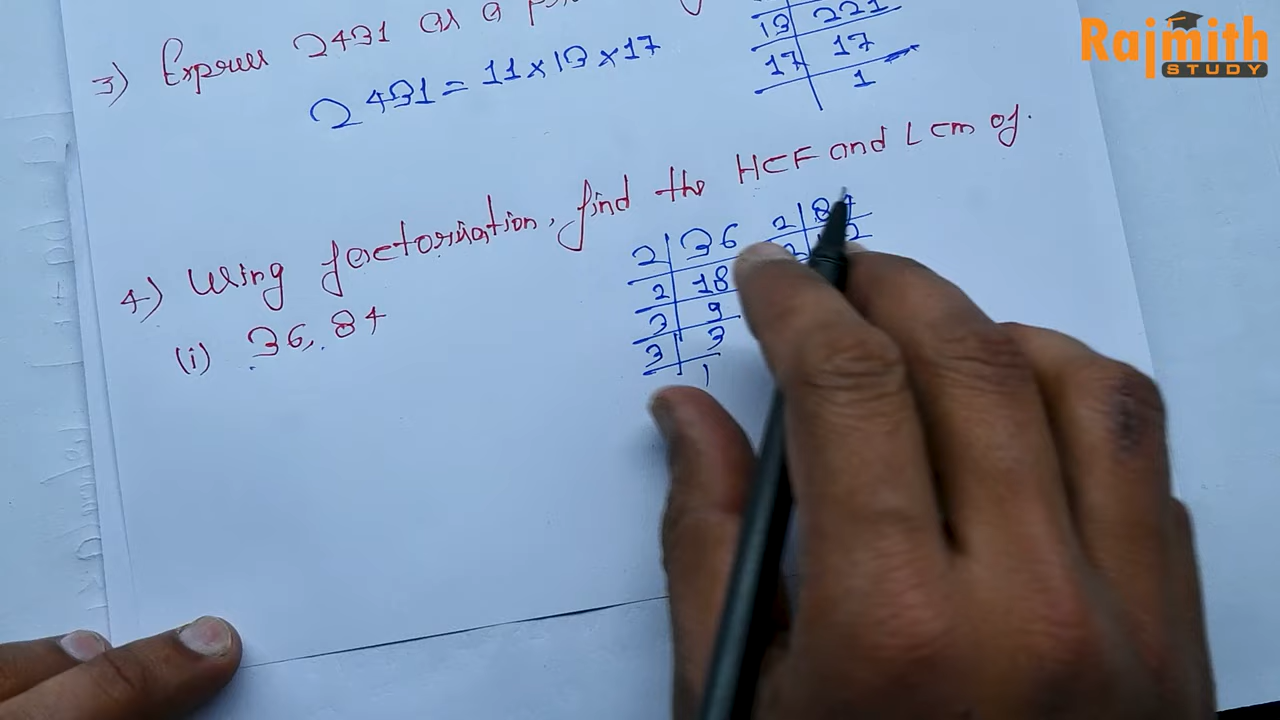 3) Express 2431 as a
2431 = 11 × 13 × 17
13 | 221
17 | 17
1
4) Using factorisation, find the HCF and LCM of.
(i) 36, 84
2 | 36
2 | 18
3 | 9
3 | 3
1
2 | 84
Rajmith
STUDY